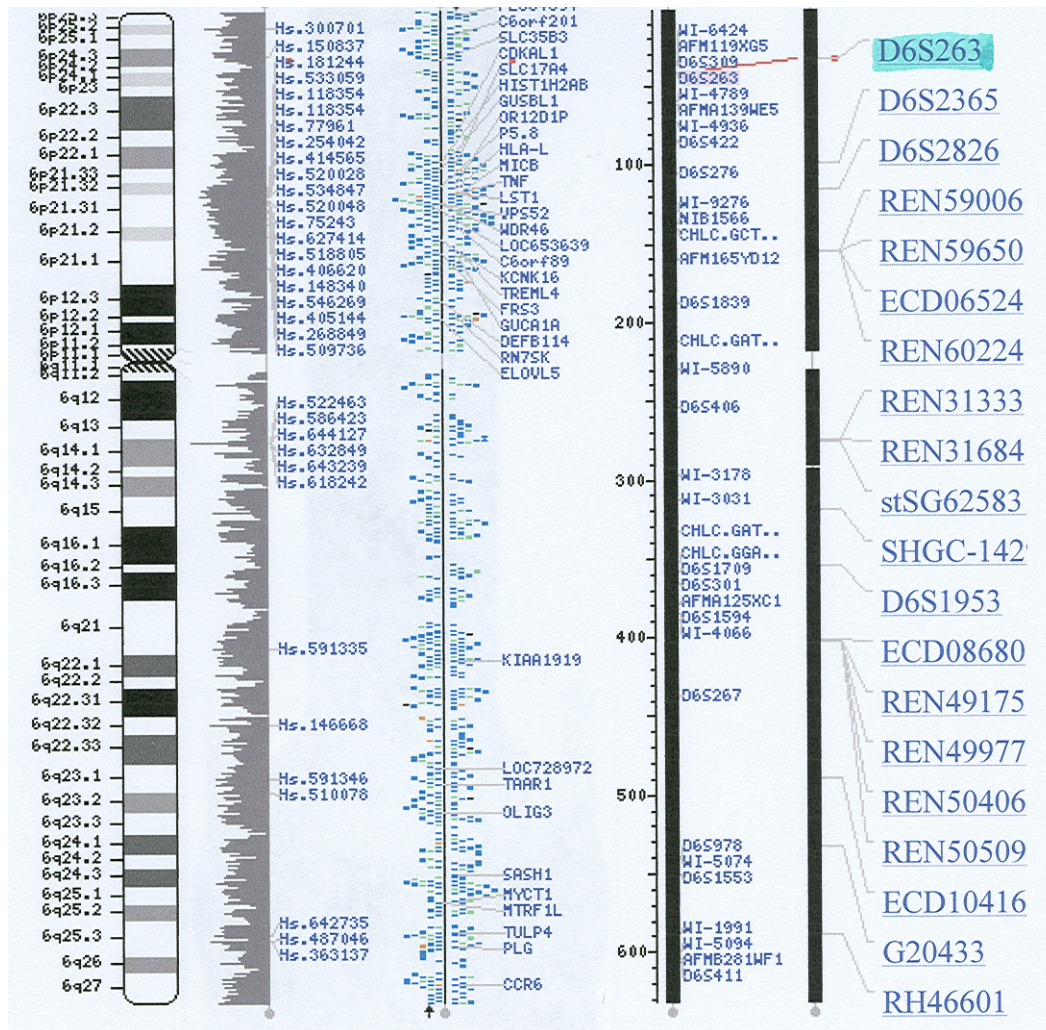 6p25.1
6p24.3
6p24.1
6p23
6p22.3
6p22.2
6p22.1
6p21.33
6p21.32
6p21.31
6p21.2
6p21.1
6p12.3
6p12.2
6p12.1
6p11.2
6p11.1
6q11.2
6q12
6q13
6q14.1
6q14.2
6q14.3
6q15
6q16.1
6q16.2
6q16.3
6q21
6q22.1
6q22.2
6q22.31
6q22.32
6q22.33
6q23.1
6q23.2
6q23.3
6q24.1
6q24.2
6q24.3
6q25.1
6q25.2
6q25.3
6q26
6q27
Hs.300701
Hs.150837
Hs.181244
Hs.533059
Hs.118354
Hs.118354
Hs.77961
Hs.254042
Hs.414565
Hs.520028
Hs.534847
Hs.520048
Hs.75243
Hs.627414
Hs.518805
Hs.406620
Hs.148340
Hs.546269
Hs.405144
Hs.268849
Hs.509736
Hs.522463
Hs.586423
Hs.644127
Hs.632849
Hs.643239
Hs.618242
Hs.591335
Hs.146668
Hs.591346
Hs.510078
Hs.642735
Hs.487046
Hs.363137
C6orf201
SLC35B3
CDKAL1
SLC17A4
HIST1H2AB
GUSBL1
OR12D1P
P5.8
HLA-L
MICB
TNF
LST1
VPS52
WDR46
LOC653639
C6orf89
KCNK16
TREML4
FRS3
GUCA1A
DEFB114
RN7SK
ELOVL5
KIAA1919
LOC728972
TAAR1
OLIG3
SASH1
MYCT1
MTRF1L
TULP4
PLG
CCR6
100
200
300
400
500
600
WI-6424
AFM119XG5
D6S309
D6S263
WI-4789
AFMA139WE5
WI-4936
D6S422
D6S276
WI-9276
NIB1566
CHLC.GCT..
AFM165YD12
D6S1839
CHLC.GAT..
WI-5890
D6S406
WI-3178
WI-3031
CHLC.GAT..
CHLC.GGA..
D6S1709
D6S301
AFMA125XC1
D6S1594
WI-4066
D6S267
D6S978
WI-5074
D6S1553
WI-1991
WI-5094
AFMB281WF1
D6S411
D6S263
D6S2365
D6S2826
REN59006
REN59650
ECD06524
REN60224
REN31333
REN31684
stSG62583
SHGC-142
D6S1953
ECD08680
REN49175
REN49977
REN50406
REN50509
ECD10416
G20433
RH46601